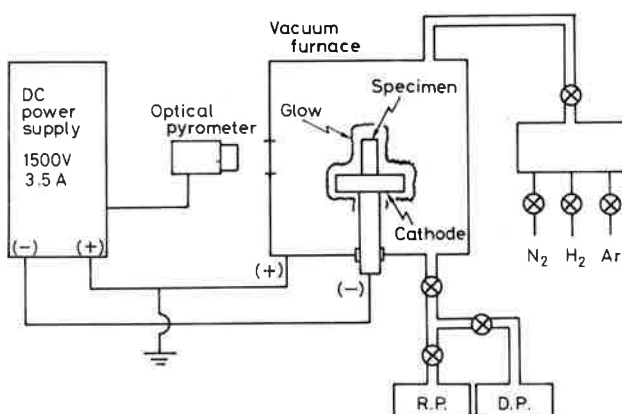 Vacuum
furnace
DC
power
supply
1500V
3.5 A
(-)
(+)
Optical
pyrometer
Glow
Specimen
Cathode
(+)
(-)
N2
H2
Ar
R.P.
D.P.